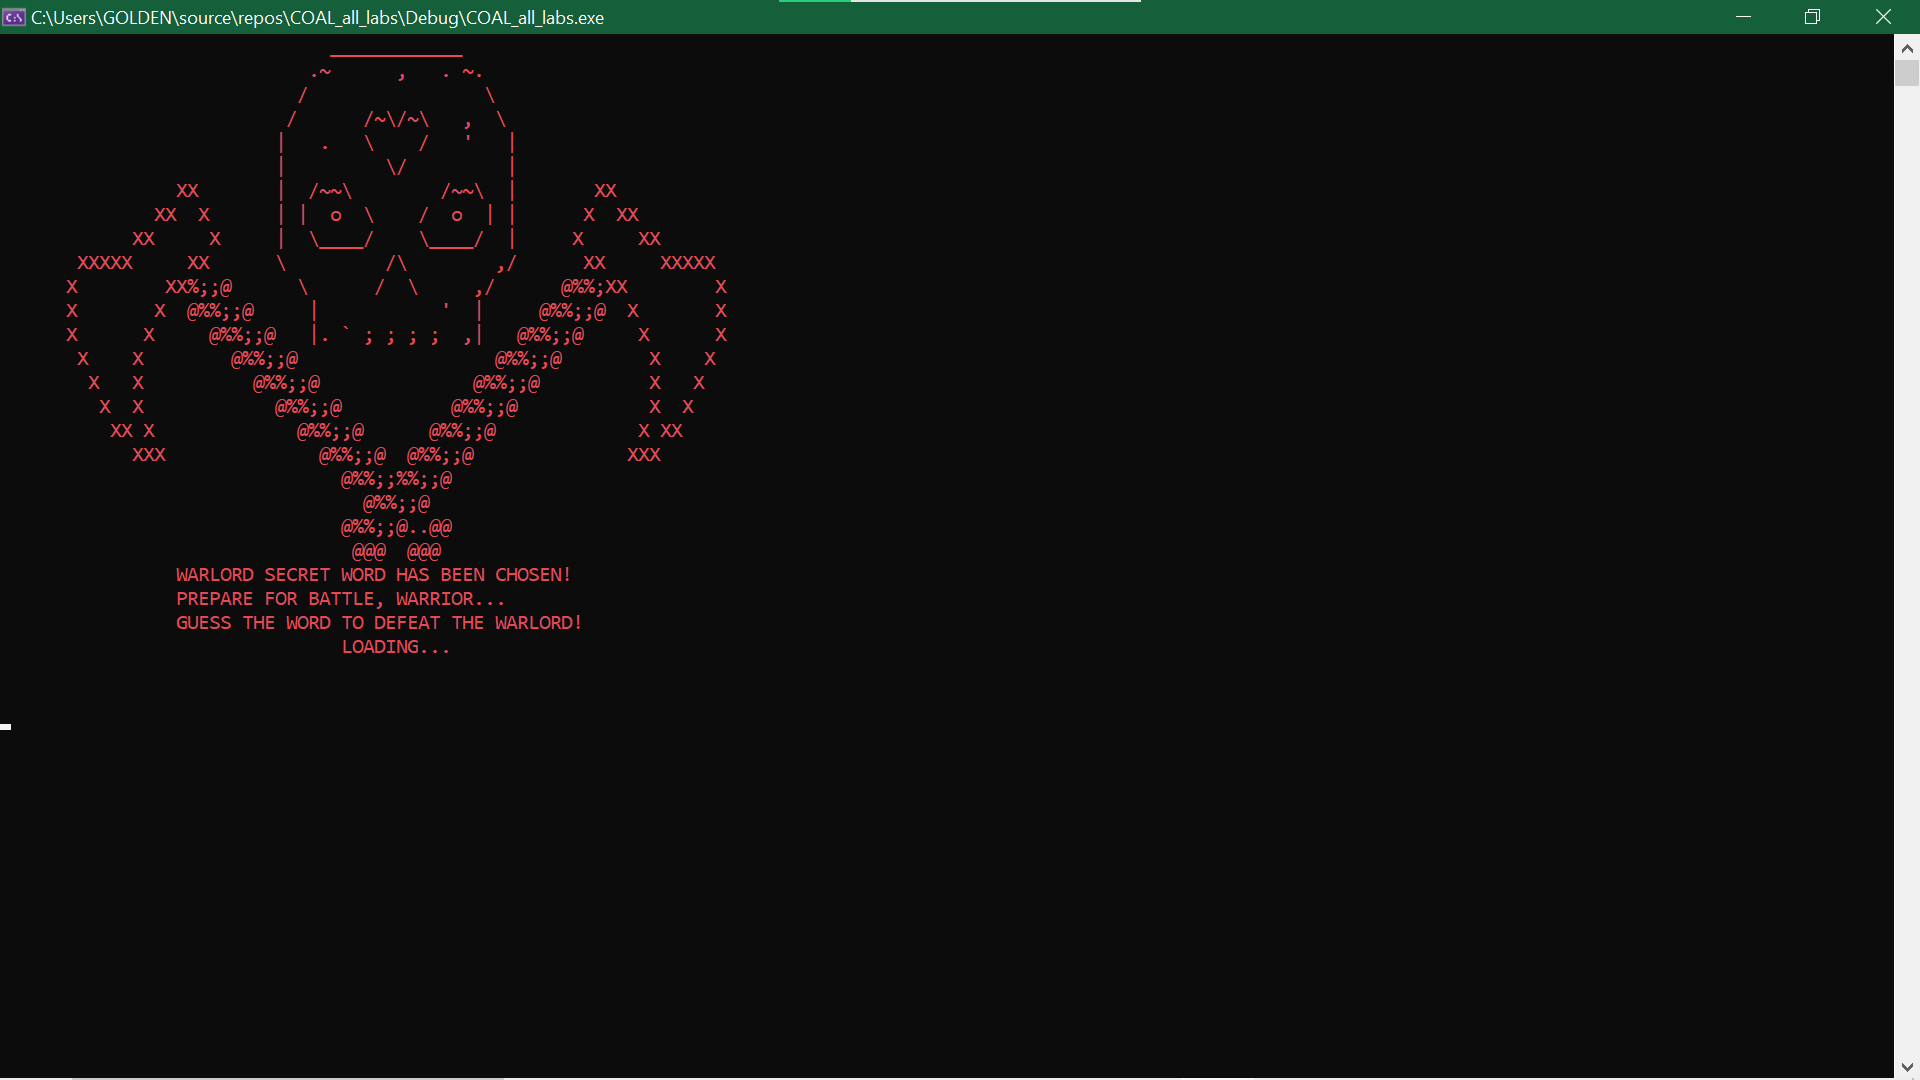 C:\Users\GOLDEN\source\repos\COAL_all_labs\Debug\COAL_all_labs.exe
WARLORD SECRET WORD HAS BEEN CHOSEN!
PREPARE FOR BATTLE, WARRIOR...
GUESS THE WORD TO DEFEAT THE WARLORD!
LOADING...